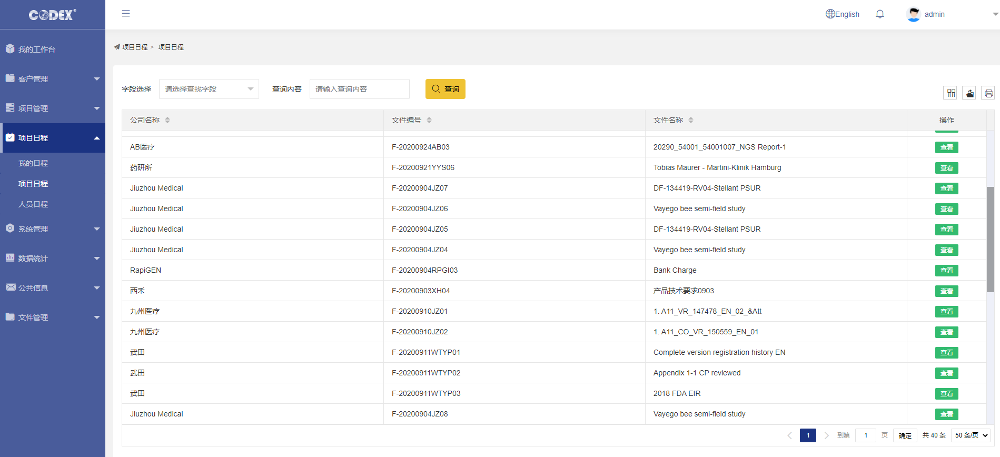 CODEX®
English
admin
我的工作台
客户管理
项目管理
项目日程
我的日程
项目日程
人员日程
系统管理
数据统计
公共信息
文件管理
项目日程 > 项目日程
字段选择 请选择查找字段 查询内容 请输入查询内容 查询
公司名称 文件编号 文件名称 操作
AB医疗 F-20200924AB03 20290_54001_54001007_NGS Report-1 查看
药研所 F-20200921YYS06 Tobias Maurer - Martini-Klinik Hamburg 查看
Jiuzhou Medical F-20200904JZ07 DF-134419-RV04-Stellant PSUR 查看
Jiuzhou Medical F-20200904JZ06 Vayego bee semi-field study 查看
Jiuzhou Medical F-20200904JZ05 DF-134419-RV04-Stellant PSUR 查看
Jiuzhou Medical F-20200904JZ04 Vayego bee semi-field study 查看
RapiGEN F-20200904RPGI03 Bank Charge 查看
西禾 F-20200903XH04 产品技术要求0903 查看
九州医疗 F-20200910JZ01 1. A11_VR_147478_EN_02_&Att 查看
九州医疗 F-20200910JZ02 1. A11_CO_VR_150559_EN_01 查看
武田 F-20200911WTYP01 Complete version registration history EN 查看
武田 F-20200911WTYP02 Appendix 1-1 CP reviewed 查看
武田 F-20200911WTYP03 2018 FDA EIR 查看
Jiuzhou Medical F-20200904JZ08 Vayego bee semi-field study 查看
1 到第 1 页 确定 共 40 条 50 条/页